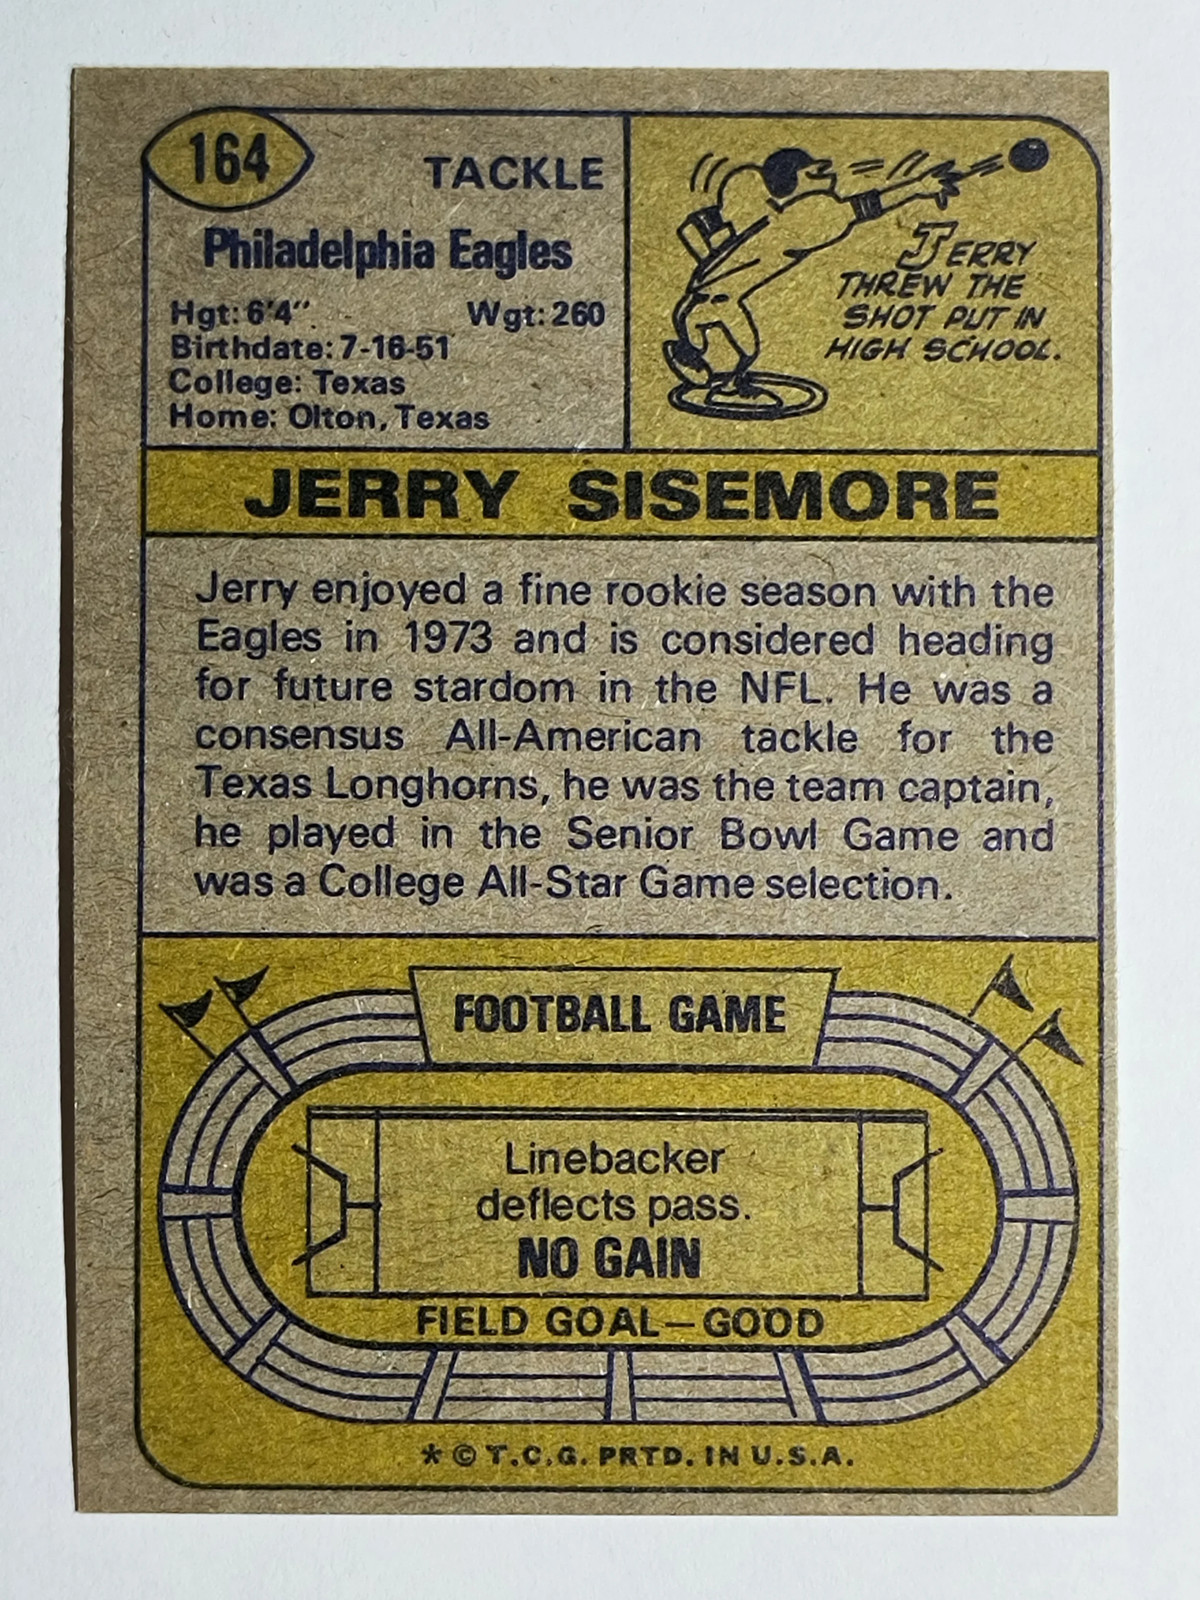 164
TACKLE
Philadelphia Eagles
Hgt: 6'4". Wgt: 260
Birthdate: 7-16-51
College: Texas
Home: Olton, Texas
JERRY
THREW THE
SHOT PUT IN
HIGH SCHOOL.
JERRY SISEMORE
Jerry enjoyed a fine rookie season with the
Eagles in 1973 and is considered heading
for future stardom in the NFL. He was a
consensus All-American tackle for the
Texas Longhorns, he was the team captain,
he played in the Senior Bowl Game and
was a College All-Star Game selection.
FOOTBALL GAME
Linebacker
deflects pass.
NO GAIN
FIELD GOAL—GOOD
* © T.C.G. PRTD. IN U.S.A.